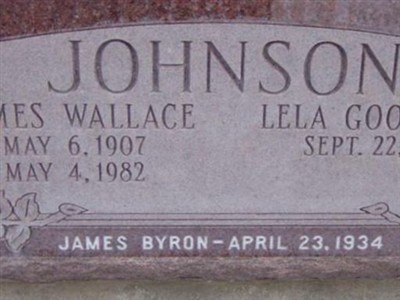 JOHNSON
MES WALLACE LELA GOO
MAY 6, 1907 SEPT. 22,
MAY 4, 1982
JAMES BYRON - APRIL 23, 1934